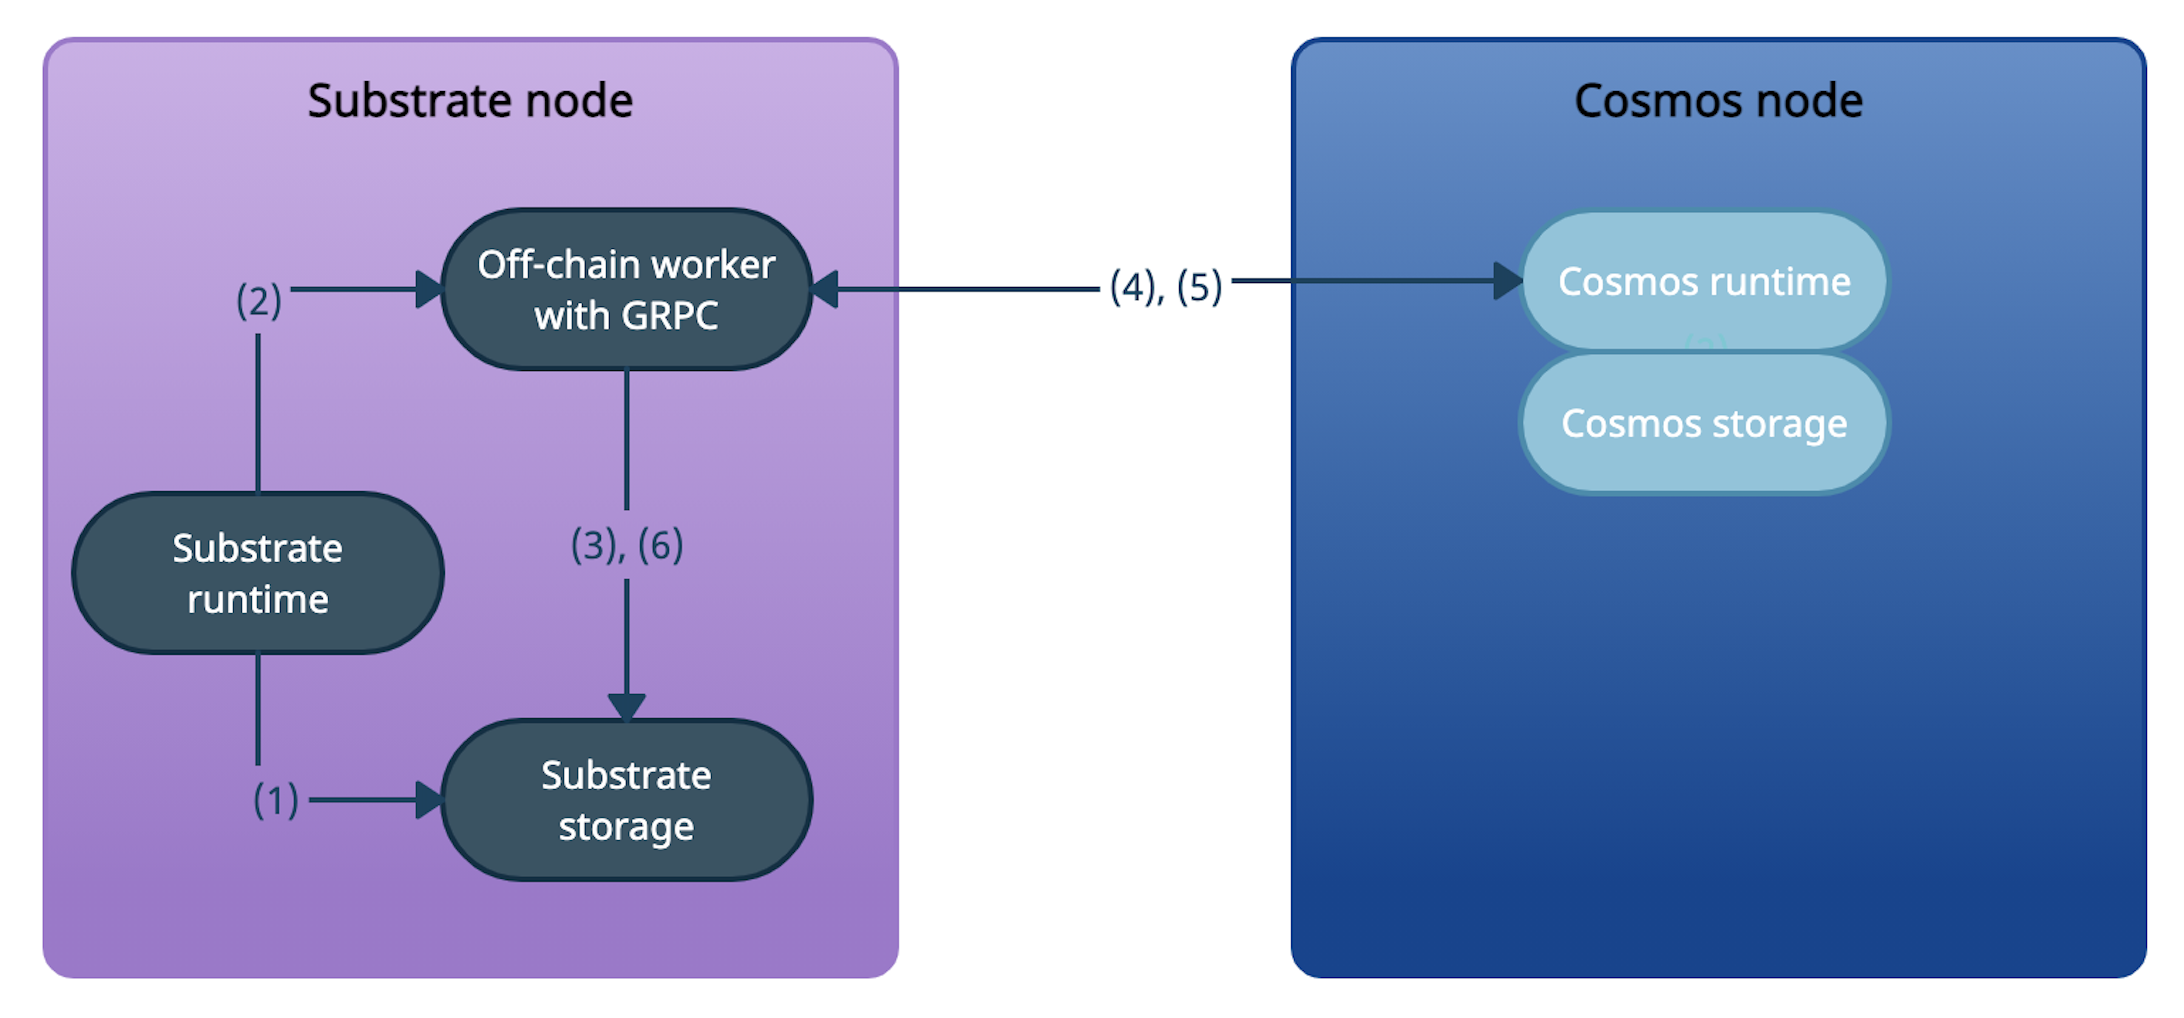 Substrate node
Cosmos node
Off-chain worker
with GRPC
(2)
(4), (5)
Cosmos runtime
Cosmos storage
Substrate
runtime
(3), (6)
(1)
Substrate
storage